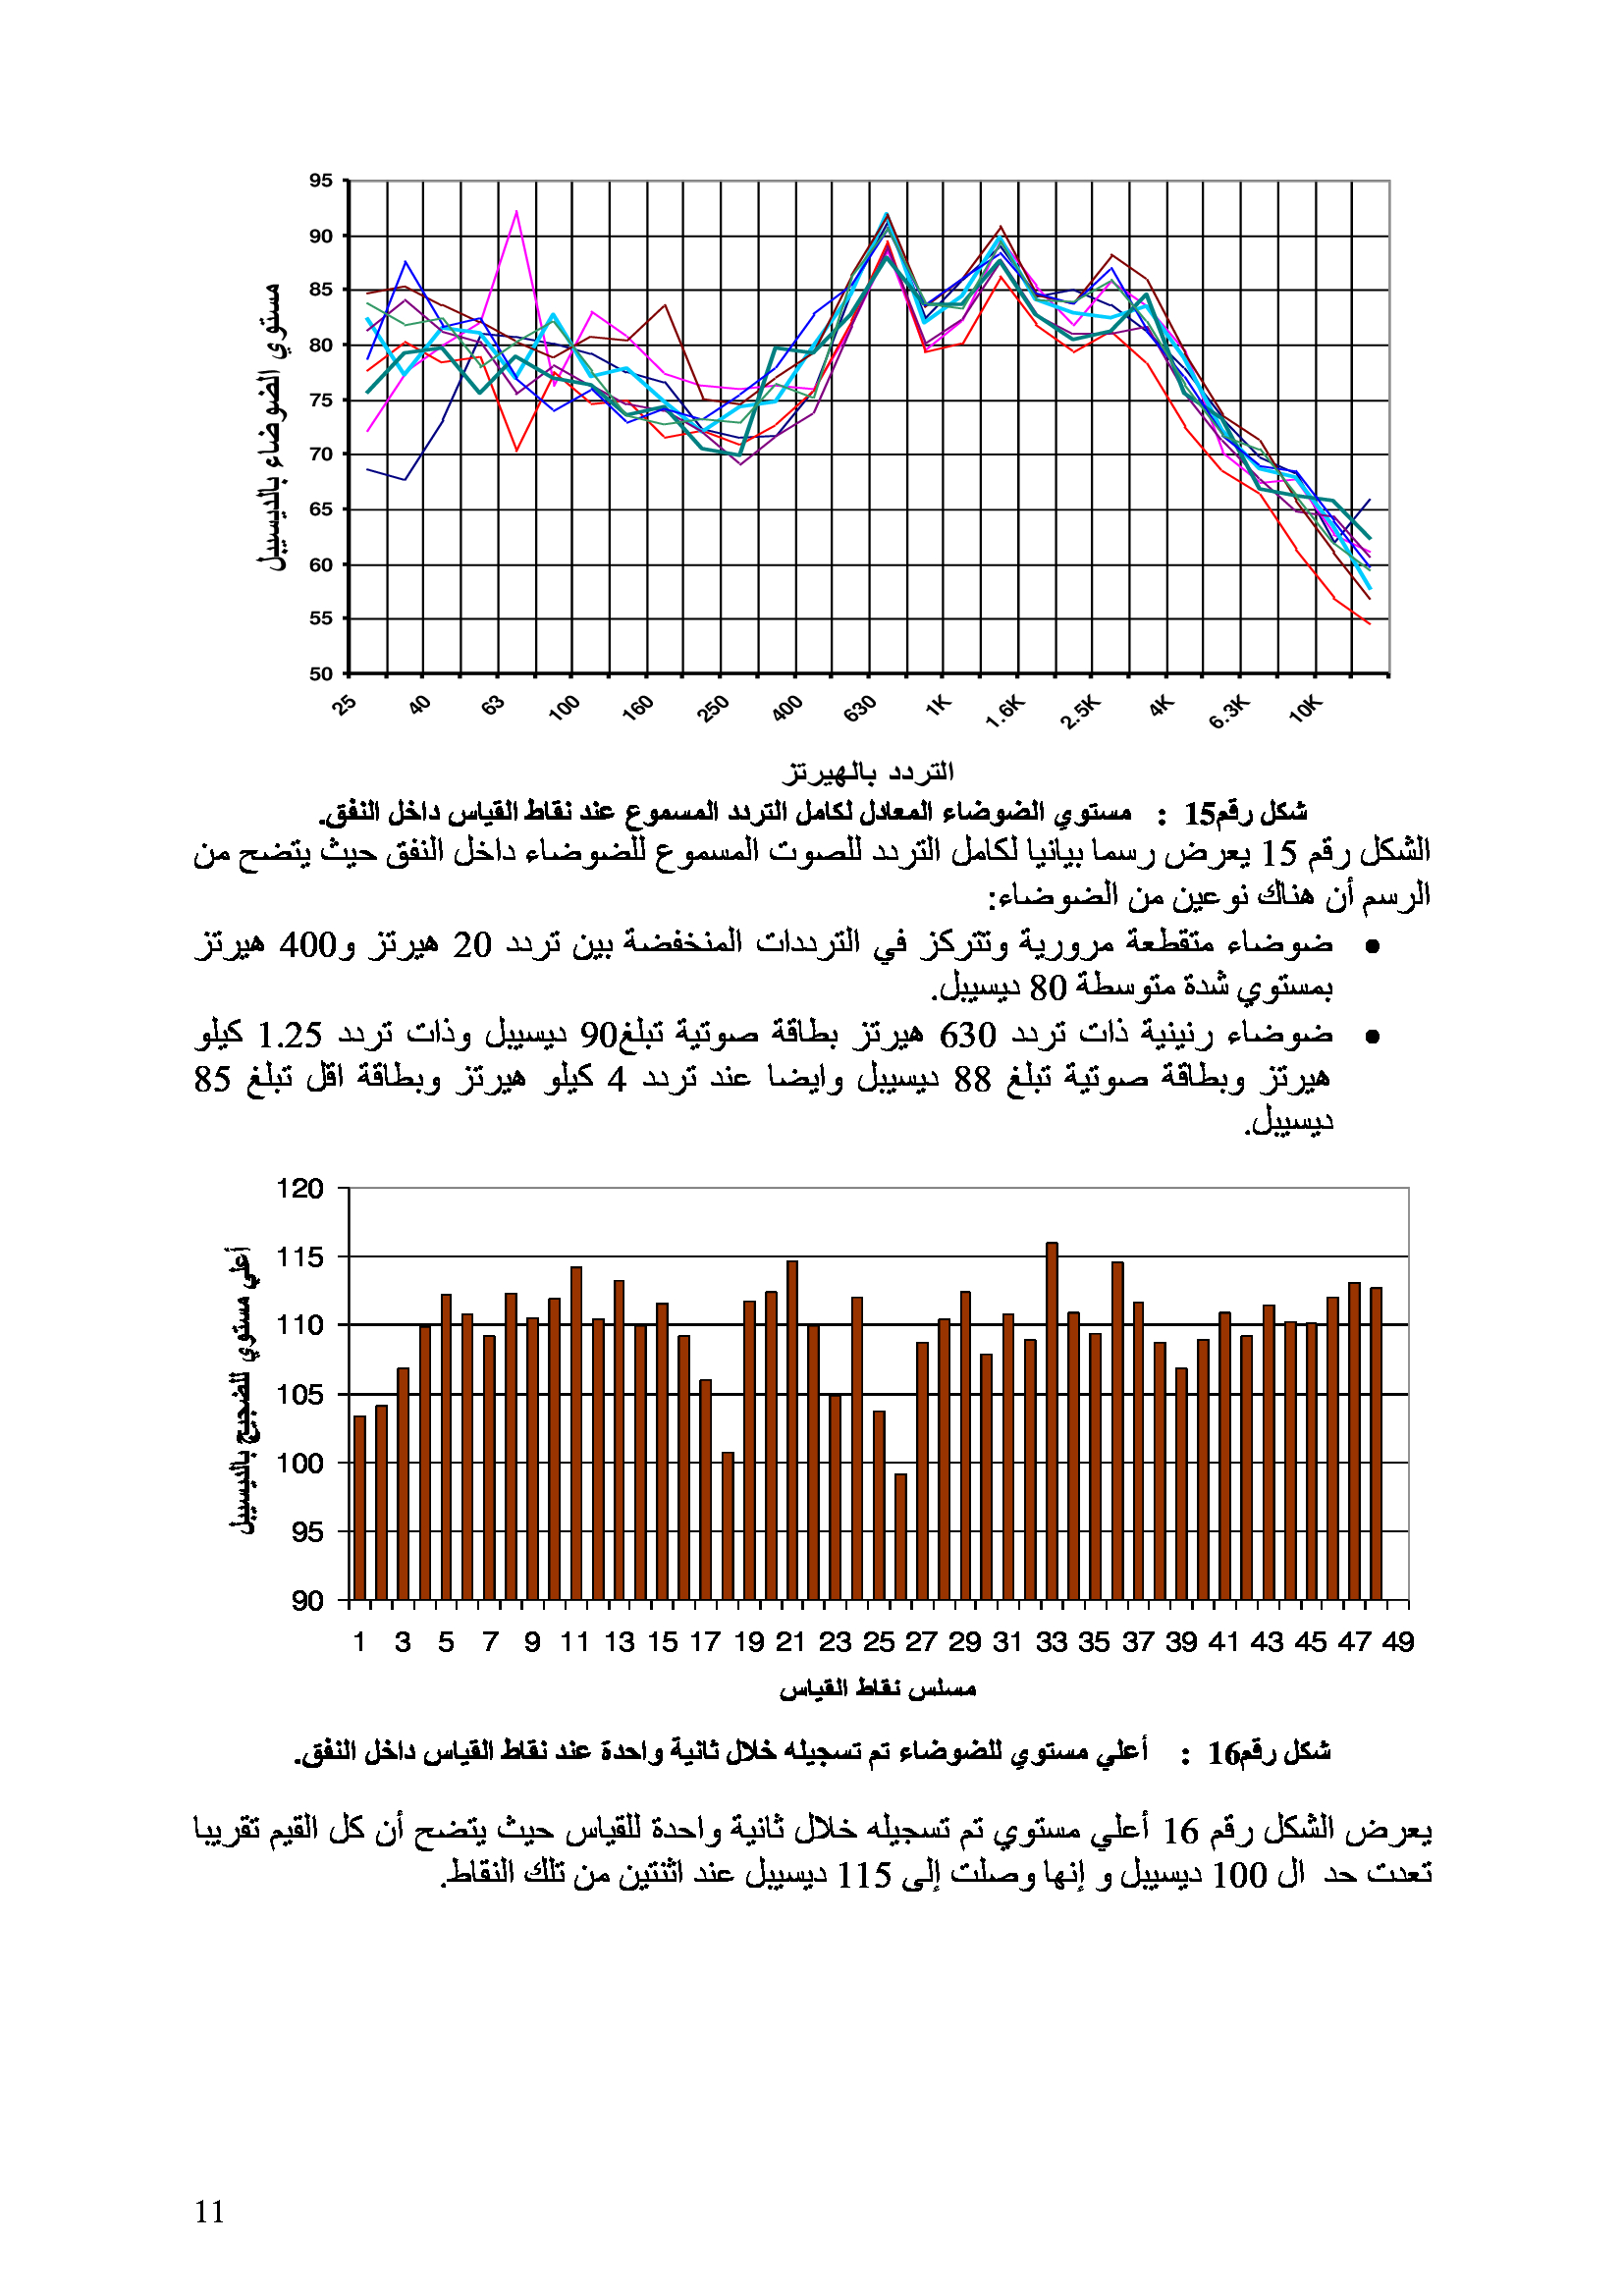 95
90
85
80
75
70
65
60
55
50
مستوي الضوضاء بالديسيبل
25 40 63 100 160 250 400 630 1K 1.6K 2.5K 4K 6.3K 10K
التردد بالهيرتز
شكل رقم15 : مستوي الضوضاء المعادل لكامل التردد المسموع عند نقاط القياس داخل النفق.
الشكل رقم 15 يعرض رسما بيانيا لكامل التردد للصوت المسموع للضوضاء داخل النفق حيث يتضح من
الرسم أن هناك نوعين من الضوضاء:
• ضوضاء متقطعة مرورية وتتركز في الترددات المنخفضة بين تردد 20 هيرتز و400 هيرتز
بمستوي شدة متوسطة 80 ديسيبل.
• ضوضاء رنينية ذات تردد 630 هيرتز بطاقة صوتية تبلغ90 ديسيبل وذات تردد 1.25 كيلو
هيرتز وبطاقة صوتية تبلغ 88 ديسيبل وايضا عند تردد 4 كيلو هيرتز وبطاقة اقل تبلغ 85
ديسيبل.
120
115
110
105
100
95
90
أعلي مستوي للضجيج بالديسيبل
1 3 5 7 9 11 13 15 17 19 21 23 25 27 29 31 33 35 37 39 41 43 45 47 49
مسلس نقاط القياس
شكل رقم16 : أعلي مستوي للضوضاء تم تسجيله خلال ثانية واحدة عند نقاط القياس داخل النفق.
يعرض الشكل رقم 16 أعلي مستوي تم تسجيله خلال ثانية واحدة للقياس حيث يتضح أن كل القيم تقريبا
تعدت حد ال 100 ديسيبل و إنها وصلت إلى 115 ديسيبل عند اثنتين من تلك النقاط.
11